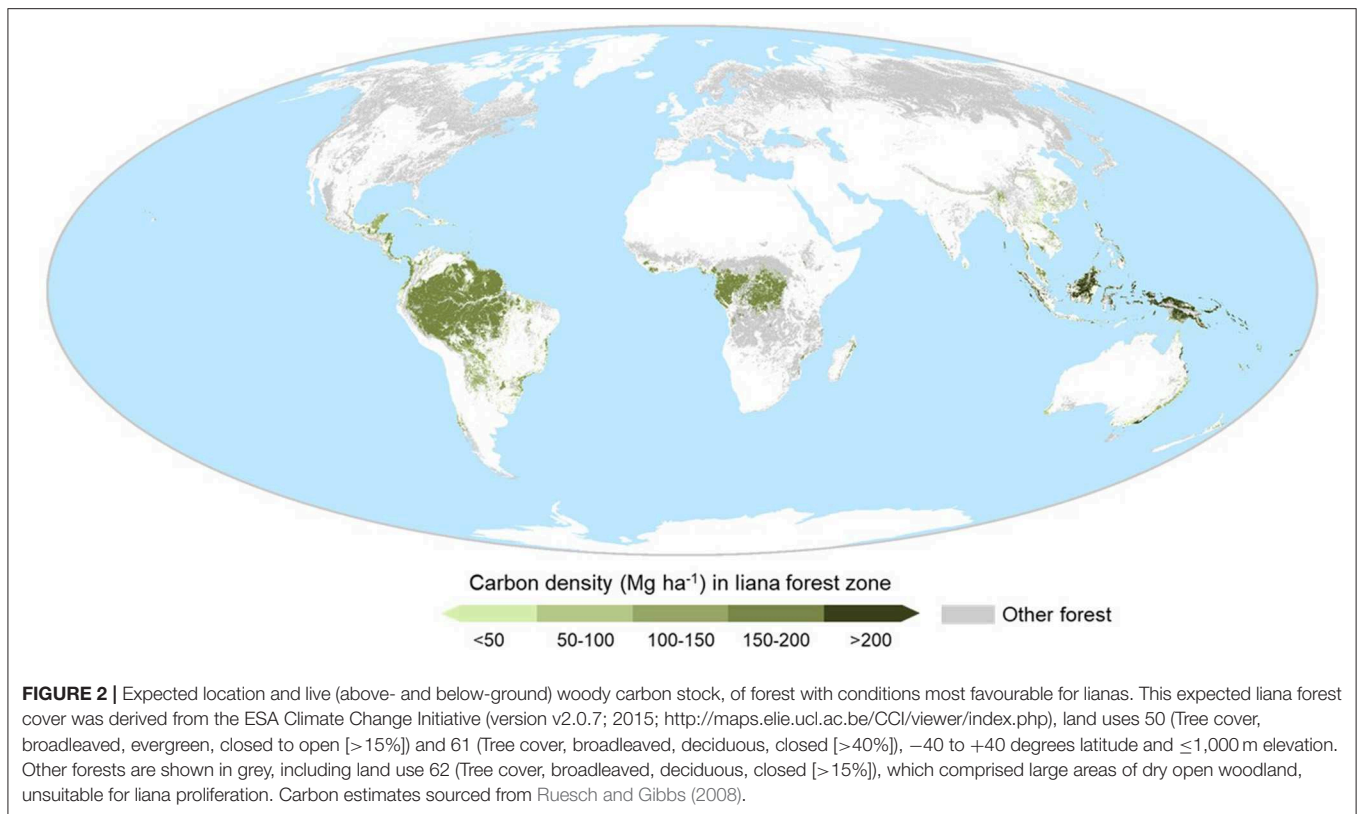 Carbon density (Mg ha-1) in liana forest zone
<50 50-100 100-150 150-200 >200
Other forest
FIGURE 2 | Expected location and live (above- and below-ground) woody carbon stock, of forest with conditions most favourable for lianas. This expected liana forest
cover was derived from the ESA Climate Change Initiative (version v2.0.7; 2015; http://maps.elie.ucl.ac.be/CCI/viewer/index.php), land uses 50 (Tree cover,
broadleaved, evergreen, closed to open [>15%]) and 61 (Tree cover, broadleaved, deciduous, closed [>40%]), −40 to +40 degrees latitude and ≤1,000 m elevation.
Other forests are shown in grey, including land use 62 (Tree cover, broadleaved, deciduous, closed [>15%]), which comprised large areas of dry open woodland,
unsuitable for liana proliferation. Carbon estimates sourced from Ruesch and Gibbs (2008).